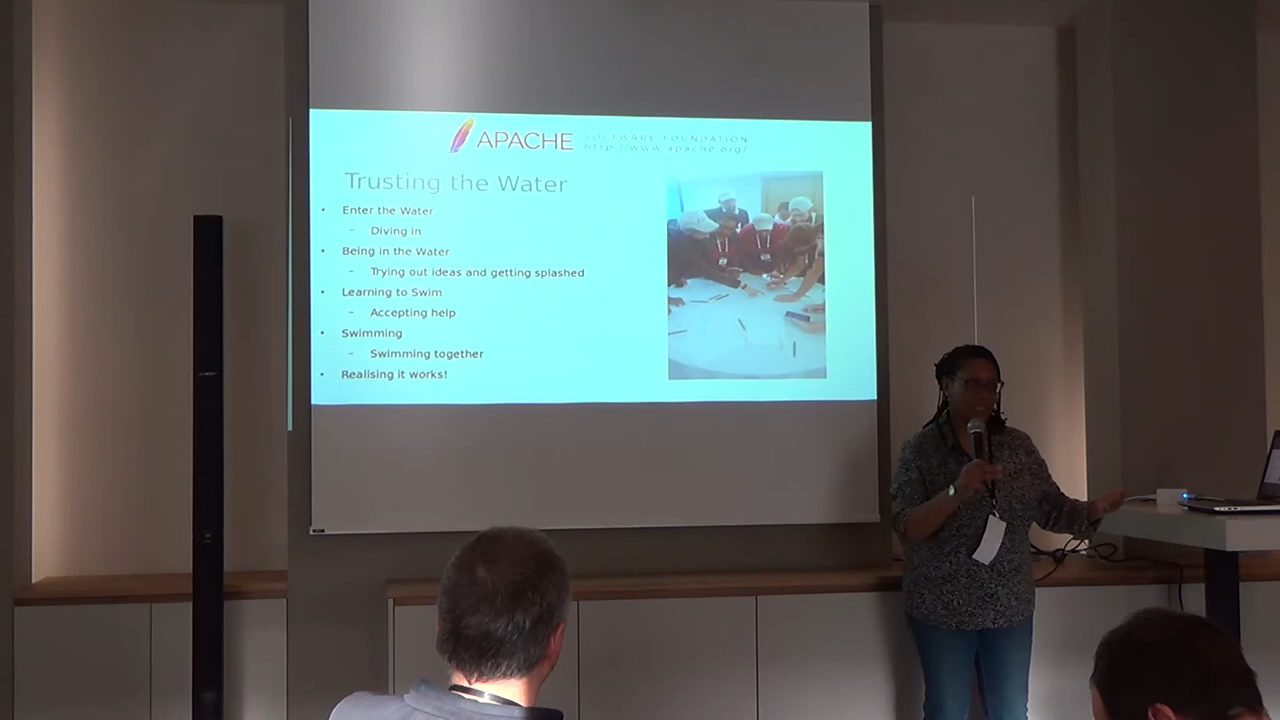 APACHE SOFTWARE FOUNDATION
http://www.apache.org/
Trusting the Water
• Enter the Water
– Diving in
• Being in the Water
– Trying out ideas and getting splashed
• Learning to Swim
– Accepting help
• Swimming
– Swimming together
• Realising it works!